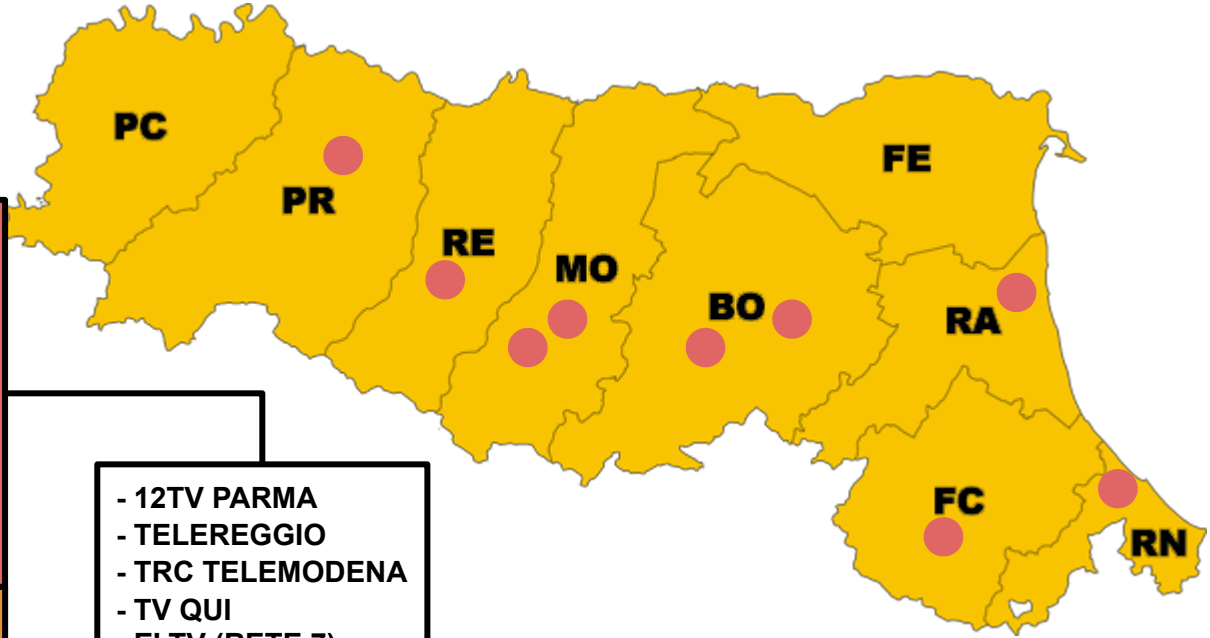 PC
FE
PR
RE
MO
BO
RA
FC
RN
- 12TV PARMA
- TELEREGGIO
- TRC TELEMODENA
- TV QUI